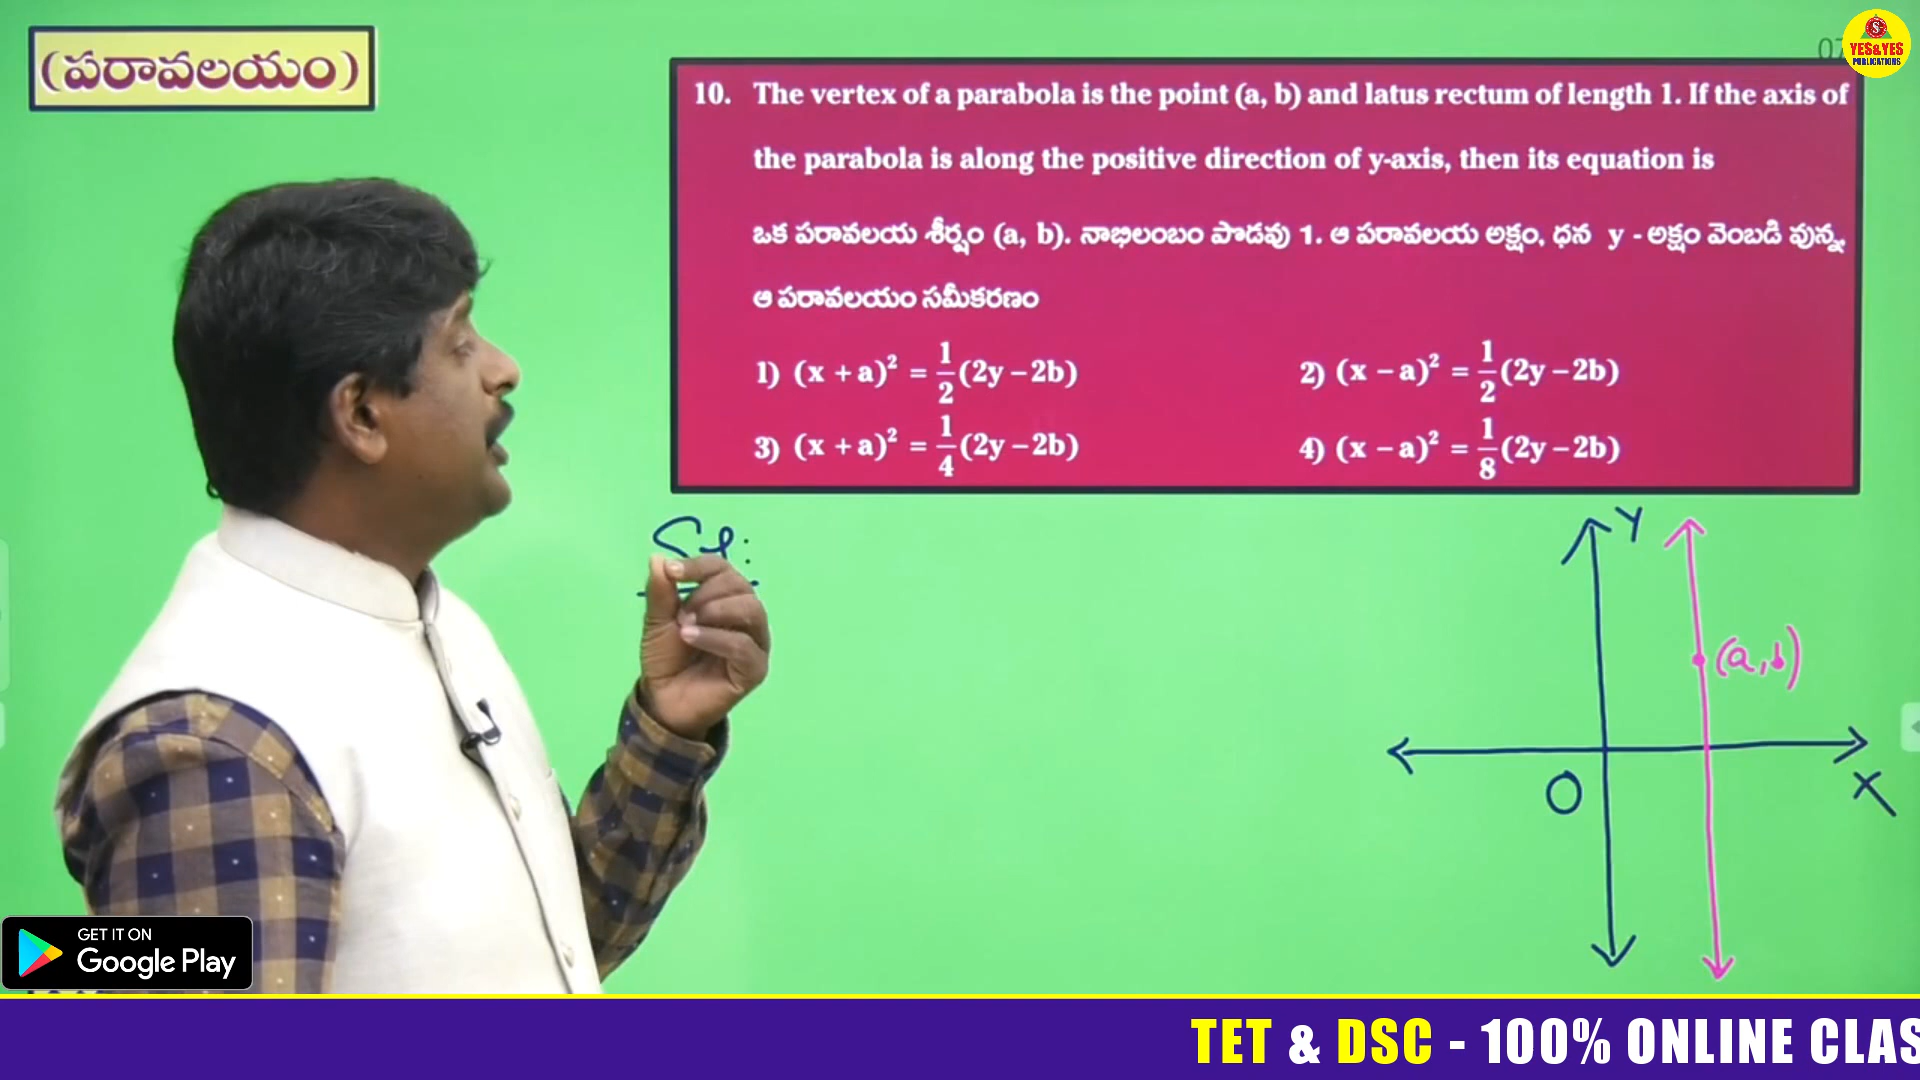 (పరావలయం)
07
YES&YES
PUBLICATIONS
10. The vertex of a parabola is the point (a, b) and latus rectum of length 1. If the axis of
the parabola is along the positive direction of y-axis, then its equation is
ఒక పరావలయ శీర్షం (a, b). నాభిలంబం పొడవు 1. ఆ పరావలయ అక్షం, ధన y - అక్షం వెంబడి వున్న,
ఆ పరావలయం సమీకరణం
1) (x + a)² = 1/2 (2y – 2b) 2) (x – a)² = 1/2 (2y – 2b)
3) (x + a)² = 1/4 (2y – 2b) 4) (x – a)² = 1/8 (2y – 2b)
Y
(a,b)
O
X
GET IT ON
Google Play
TET & DSC - 100% ONLINE CLAS